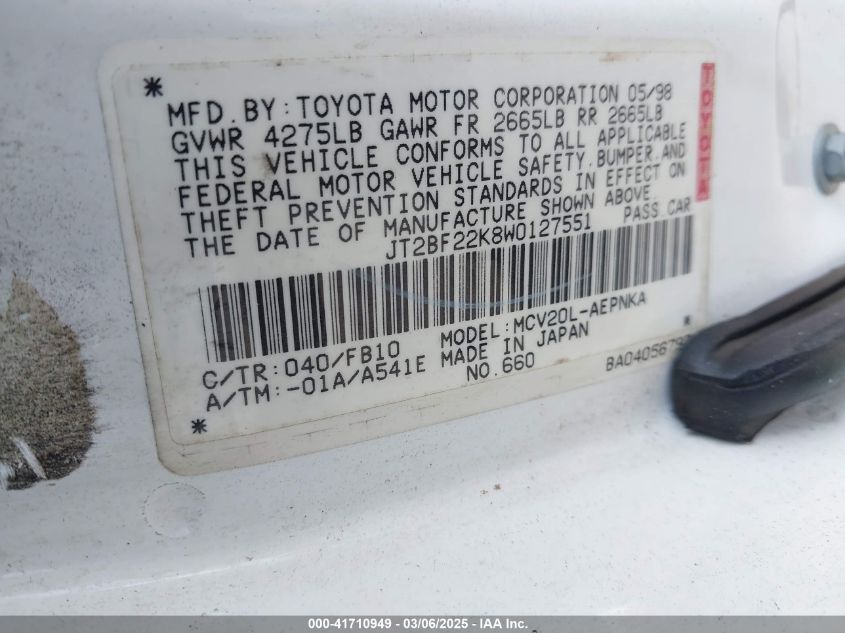 *
MFD.BY:TOYOTA MOTOR CORPORATION 05/98
GVWR 4275LB GAWR FR 2665LB RR 2665LB
THIS VEHICLE CONFORMS TO ALL APPLICABLE
FEDERAL MOTOR VEHICLE SAFETY,BUMPER,AND
THEFT PREVENTION STANDARDS IN EFFECT ON
THE DATE OF MANUFACTURE SHOWN ABOVE.
JT2BF22K8W0127551 PASS.CAR
TOYOTA
C/TR:040/FB10 MODEL:MCV20L-AEPNKA
A/TM:-01A/A541E MADE IN JAPAN *
* NO.660
000-41710949 - 03/06/2025 - IAA Inc.